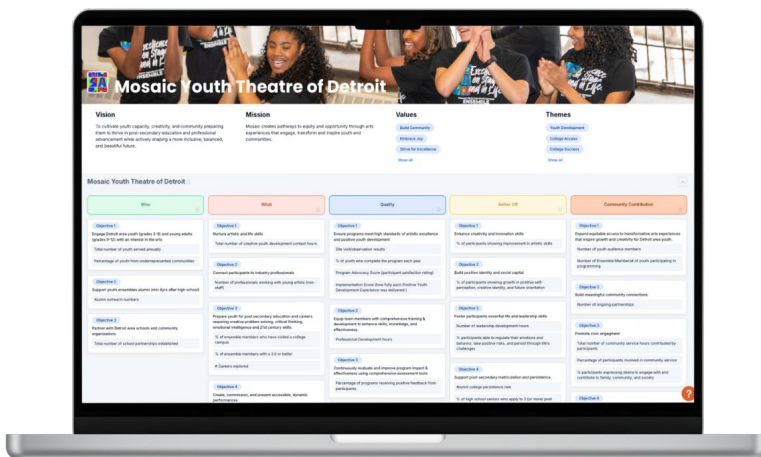 Excellence
on Stage
and in Life.
ENSEMBLE
Mosaic Youth Theatre of Detroit
Vision
To cultivate youth capacity, creativity, and community preparing
them to thrive in post-secondary education and professional
advancement while actively shaping a more inclusive, balanced,
and beautiful future.
Mission
Mosaic creates pathways to equity and opportunity through arts
experiences that engage, transform and inspire youth and
communities.
Values
Build Community
Embrace Joy
Strive for Excellence
Show all
Themes
Youth Development
College Access
College Success
Show all
Mosaic Youth Theatre of Detroit
Who
Objective 1
Engage Detroit area youth (grades 3-8) and young adults
(grades 9-12) with an interest in the arts
Total number of youth served annually
Percentage of youth from underrepresented communities
Objective 2
Support youth ensembles alumni (min 4yrs after high school)
Alumni outreach numbers
Objective 3
Partner with Detroit area schools and community
organizations
Total number of school partnerships established
What
Objective 1
Nurture artistic and life skills
Total number of creative youth development contact hours
Objective 2
Connect participants to industry professionals
Number of professionals working with young artists (non
staff)
Objective 3
Prepare youth for post secondary education and careers
requiring creative problem solving, critical thinking,
emotional intelligence and 21st century skills.
% of ensemble members who have visited a college
campus
% of ensemble members with a 3.0 or better
# Careers explored
Objective 4
Create, commission, and present accessible, dynamic
performances.
Quality
Objective 1
Ensure programs meet high standards of artistic excellence
and positive youth development
Site visit/observation results
% of youth who complete the program each year
Program Advocacy Score (participant satisfaction rating)
Implementation Score (how fully each Positive Youth
Development Experience was delivered)
Objective 2
Equip team members with comprehensive training &
development to enhance skills, knowledge, and
effectiveness.
Professional Development hours
Objective 3
Continuously evaluate and improve program impact &
effectiveness using comprehensive assessment tools
Percentage of programs receiving positive feedback from
participants
Better Off
Objective 1
Enhance creativity and innovation skills
% of participants showing improvement in artistic skills
Objective 2
Build positive identity and social capital
% of participants showing growth in positive self-
perception, creative identity, and future orientation
Objective 3
Foster participants essential life and leadership skills
Number of leadership development hours
% participants able to regulate their emotions and
behavior, take positive risks, and persist through life's
challenges
Objective 4
Support post-secondary matriculation and persistence.
Alumni college persistence rate
% of high school seniors who apply to 3 (or more) post
Community Contribution
Objective 1
Expand equitable access to transformative arts experiences
that inspire growth and creativity for Detroit area youth.
Number of youth audience members
Number of Ensemble Members# of youth participating in
programming
Objective 2
Build meaningful community connections
Number of ongoing partnerships
Objective 3
Promote civic engagement
Total number of community service hours contributed by
participants
Percentage of participants involved in community service
% participants expressing desire to engage with and
contribute to family, community, and society
Objective 4
?